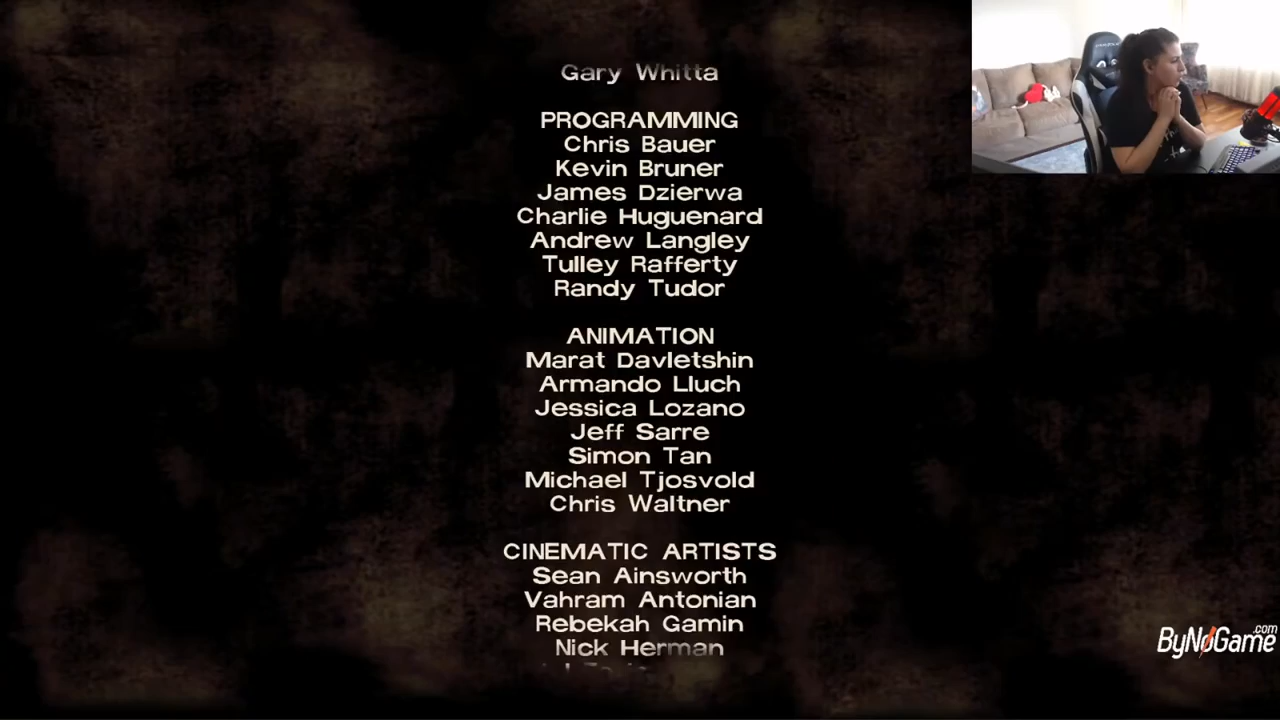 Gary Whitta
PROGRAMMING
Chris Bauer
Kevin Bruner
James Dzierwa
Charlie Huguenard
Andrew Langley
Tulley Rafferty
Randy Tudor
ANIMATION
Marat Davletshin
Armando Lluch
Jessica Lozano
Jeff Sarre
Simon Tan
Michael Tjosvold
Chris Waltner
CINEMATIC ARTISTS
Sean Ainsworth
Vahram Antonian
Rebekah Gamin
Nick Herman
ByNoGame.com